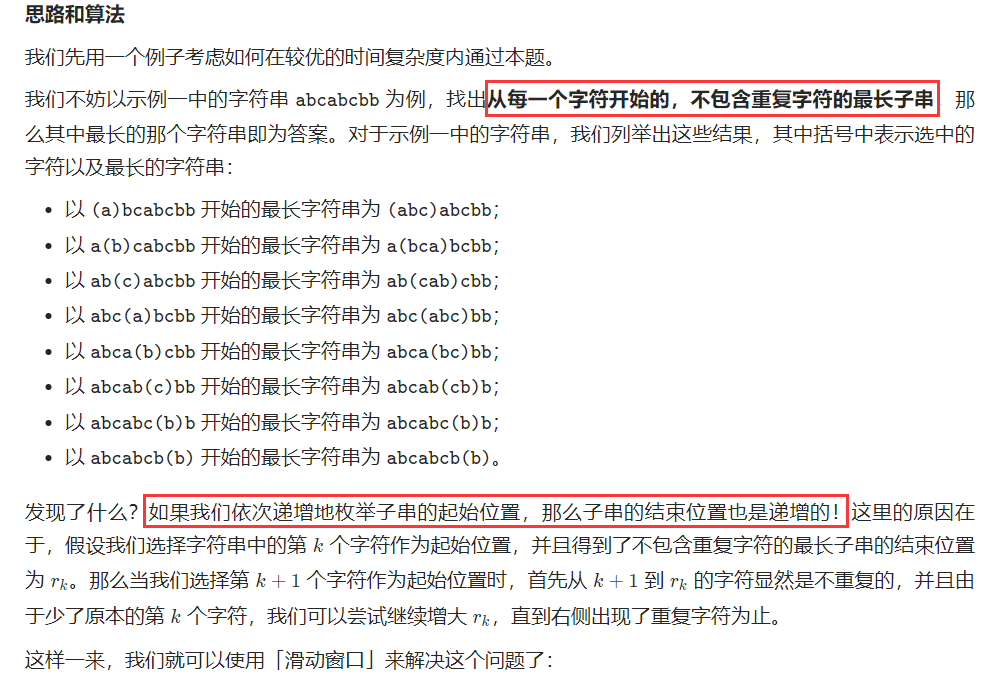 思路和算法
我们先用一个例子考虑如何在较优的时间复杂度内通过本题。
我们不妨以示例一中的字符串 abcabcbb 为例，找出从每一个字符开始的，不包含重复字符的最长子串，那
么其中最长的那个字符串即为答案。对于示例一中的字符串，我们列举出这些结果，其中括号中表示选中的
字符以及最长的字符串：
• 以 (a)bcabcbb 开始的最长字符串为 (abc)abcbb；
• 以 a(b)cabcbb 开始的最长字符串为 a(bca)bcbb；
• 以 ab(c)abcbb 开始的最长字符串为 ab(cab)cbb；
• 以 abc(a)bcbb 开始的最长字符串为 abc(abc)bb；
• 以 abca(b)cbb 开始的最长字符串为 abca(bc)bb；
• 以 abcab(c)bb 开始的最长字符串为 abcab(cb)b；
• 以 abcabc(b)b 开始的最长字符串为 abcabc(b)b；
• 以 abcabcb(b) 开始的最长字符串为 abcabcb(b)。
发现了什么？如果我们依次递增地枚举子串的起始位置，那么子串的结束位置也是递增的！这里的原因在
于，假设我们选择字符串中的第 k 个字符作为起始位置，并且得到了不包含重复字符的最长子串的结束位置
为 rₖ。那么当我们选择第 k + 1 个字符作为起始位置时，首先从 k + 1 到 rₖ 的字符显然是不重复的，并且由
于少了原本的第 k 个字符，我们可以尝试继续增大 rₖ，直到右侧出现了重复字符为止。
这样一来，我们就可以使用「滑动窗口」来解决这个问题了：